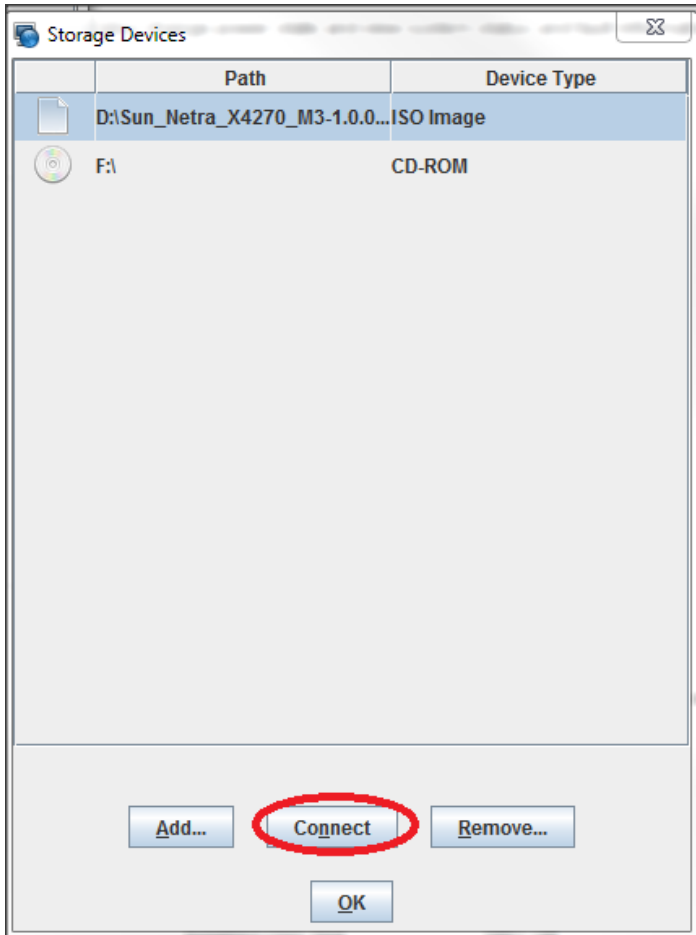 Storage Devices
Path Device Type
D:\Sun_Netra_X4270_M3-1.0.0... ISO Image
F:\ CD-ROM
Add... Connect Remove...
OK